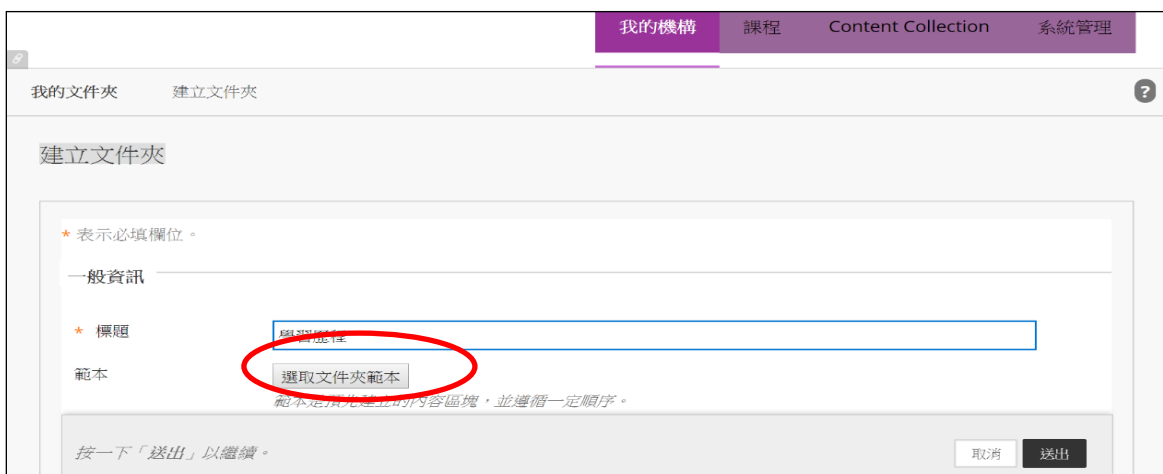 我的機構 課程 Content Collection 系統管理
我的文件夾 建立文件夾 ?
建立文件夾
* 表示必填欄位。
一般資訊
* 標題 學習歷程
範本 選取文件夾範本
範本是預先建立的內容區塊，並遵循一定順序。
按一下「送出」以繼續。 取消 送出